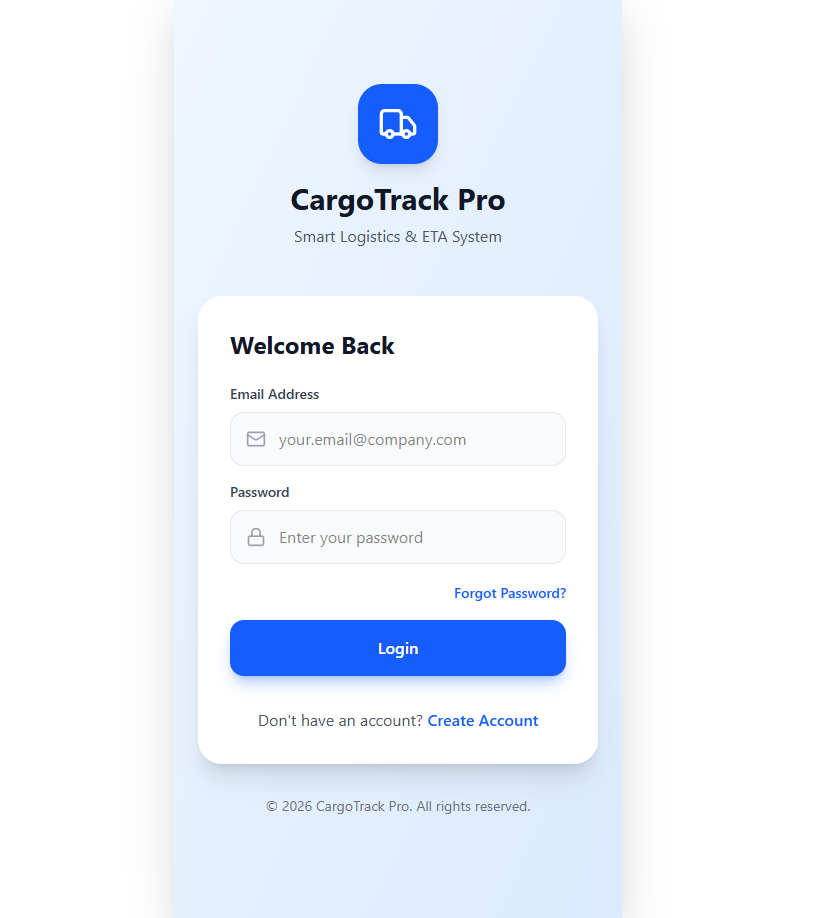 CargoTrack Pro
Smart Logistics & ETA System
Welcome Back
Email Address
your.email@company.com
Password
Enter your password
Forgot Password?
Login
Don't have an account? Create Account
© 2026 CargoTrack Pro. All rights reserved.